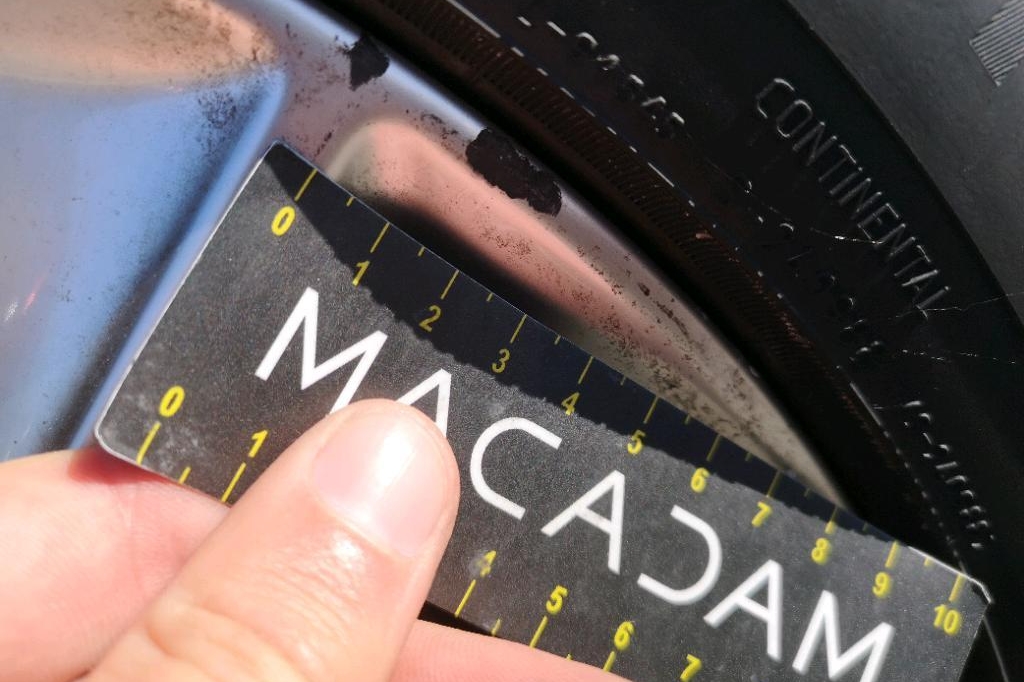 CONTINENTAL
0 1 2 3 4 5 6 7 8 9 10
MACADAM
0 1 4 5 6 7